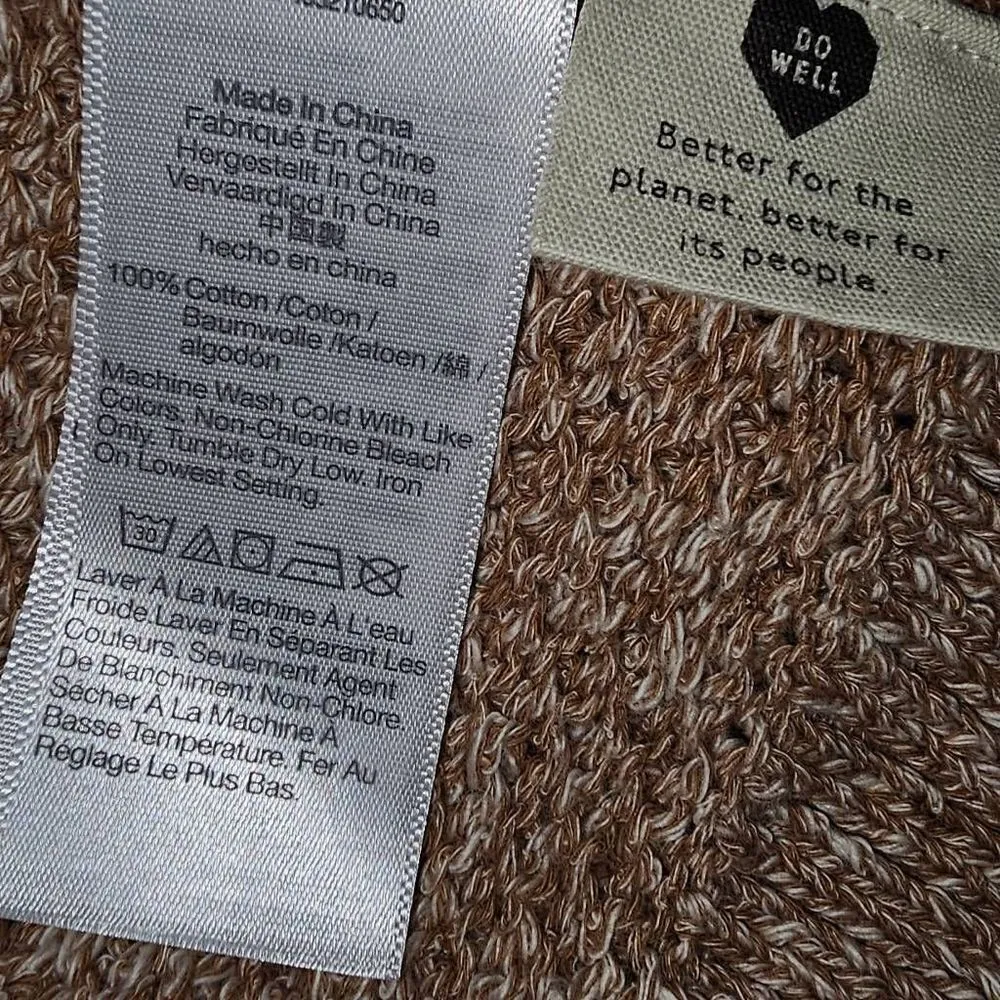 Made In China
Fabriqué En Chine
Hergestellt In China
Vervaardigd In China
中國製
hecho en china
100% Cotton /Coton /
Baumwolle /Katoen /綿 /
algodón
Machine Wash Cold With Like
Colors. Non-Chlorine Bleach
Only. Tumble Dry Low. Iron
On Lowest Setting.
30
Laver À La Machine À L'eau
Froide.Laver En Séparant Les
Couleurs. Seulement Agent
De Blanchiment Non-Chlore.
Sécher À La Machine À
Basse Temperature. Fer Au
Réglage Le Plus Bas.
DO
WELL
Better for the
planet. better for
its people.